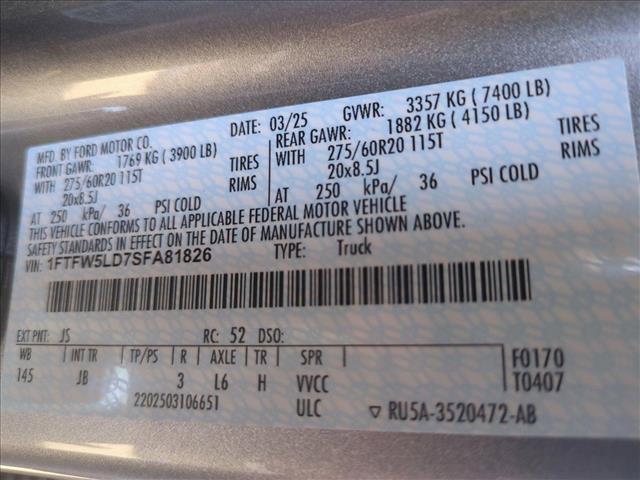 MFD. BY FORD MOTOR CO. DATE: 03/25 GVWR: 3357 KG ( 7400 LB)
FRONT GAWR: 1769 KG ( 3900 LB) REAR GAWR: 1882 KG ( 4150 LB)
WITH 275/60R20 115T TIRES WITH 275/60R20 115T TIRES
20x8.5J RIMS 20x8.5J RIMS
AT 250 kPa/ 36 PSI COLD AT 250 kPa/ 36 PSI COLD
THIS VEHICLE CONFORMS TO ALL APPLICABLE FEDERAL MOTOR VEHICLE
SAFETY STANDARDS IN EFFECT ON THE DATE OF MANUFACTURE SHOWN ABOVE.
VIN: 1FTFW5LD7SFA81826 TYPE: Truck
EXT PNT: JS RC: 52 DSO:
WB INT TR TP/PS R AXLE TR SPR F0170
145 JB 3 L6 H VVCC T0407
2202503106651 ULC ▽ RU5A-3520472-AB